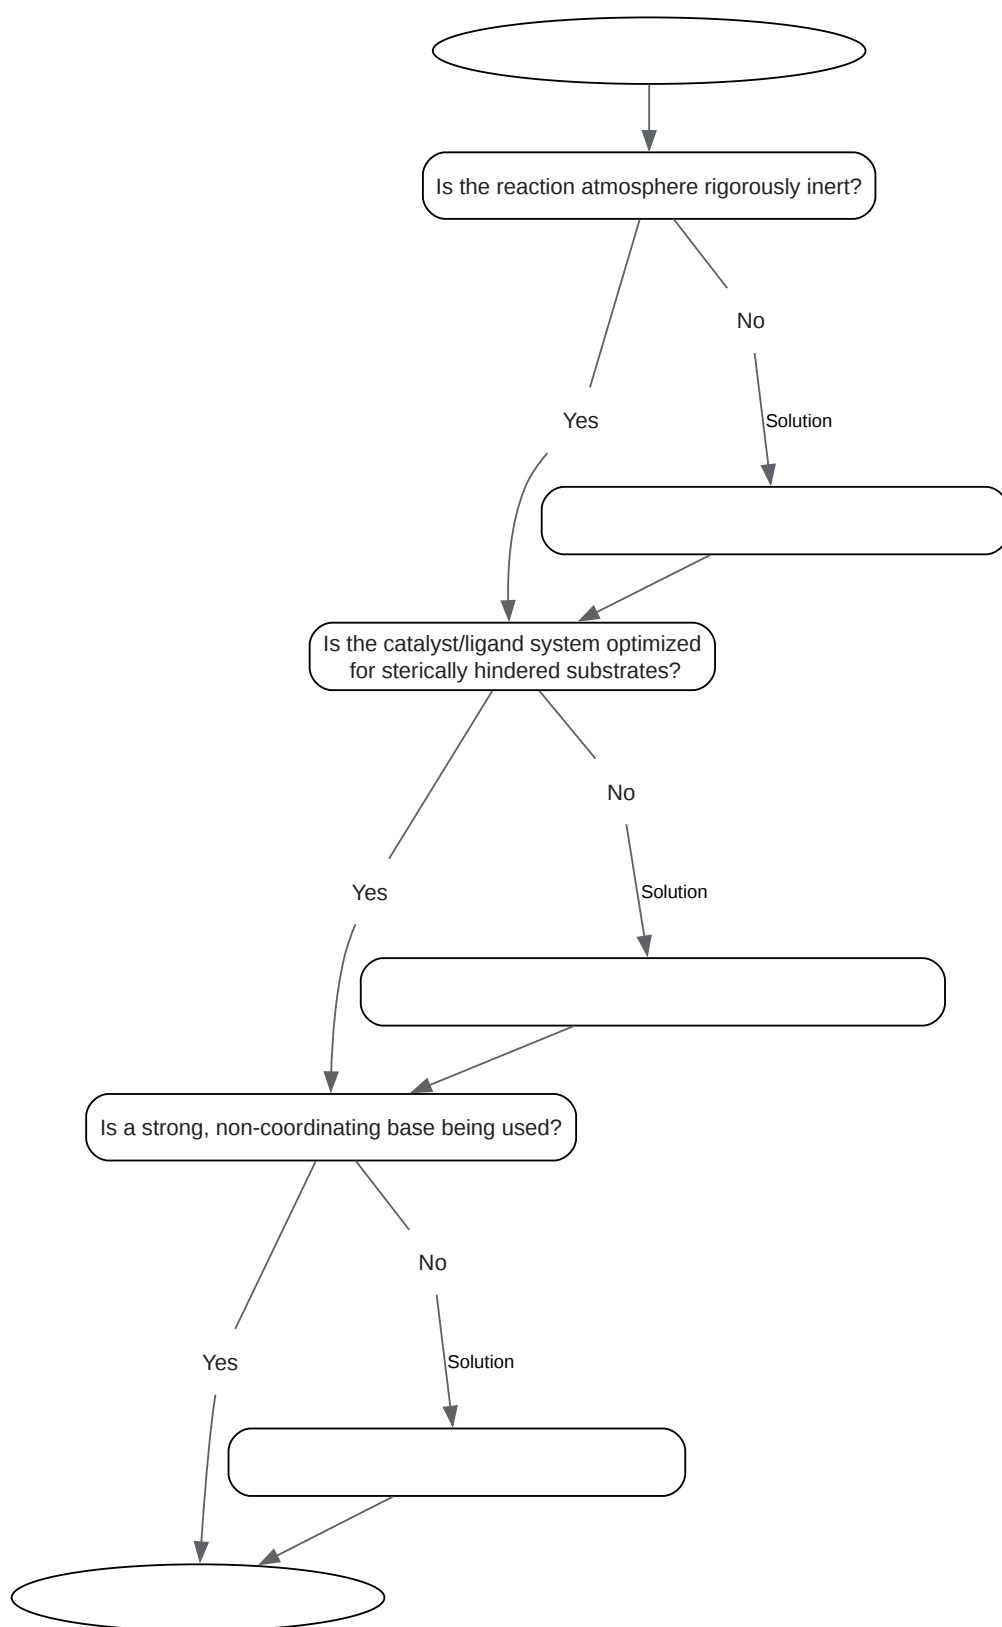 Is the reaction atmosphere rigorously inert?
No
Yes
Solution
Is the catalyst/ligand system optimized
for sterically hindered substrates?
No
Yes
Solution
Is a strong, non-coordinating base being used?
No
Yes
Solution